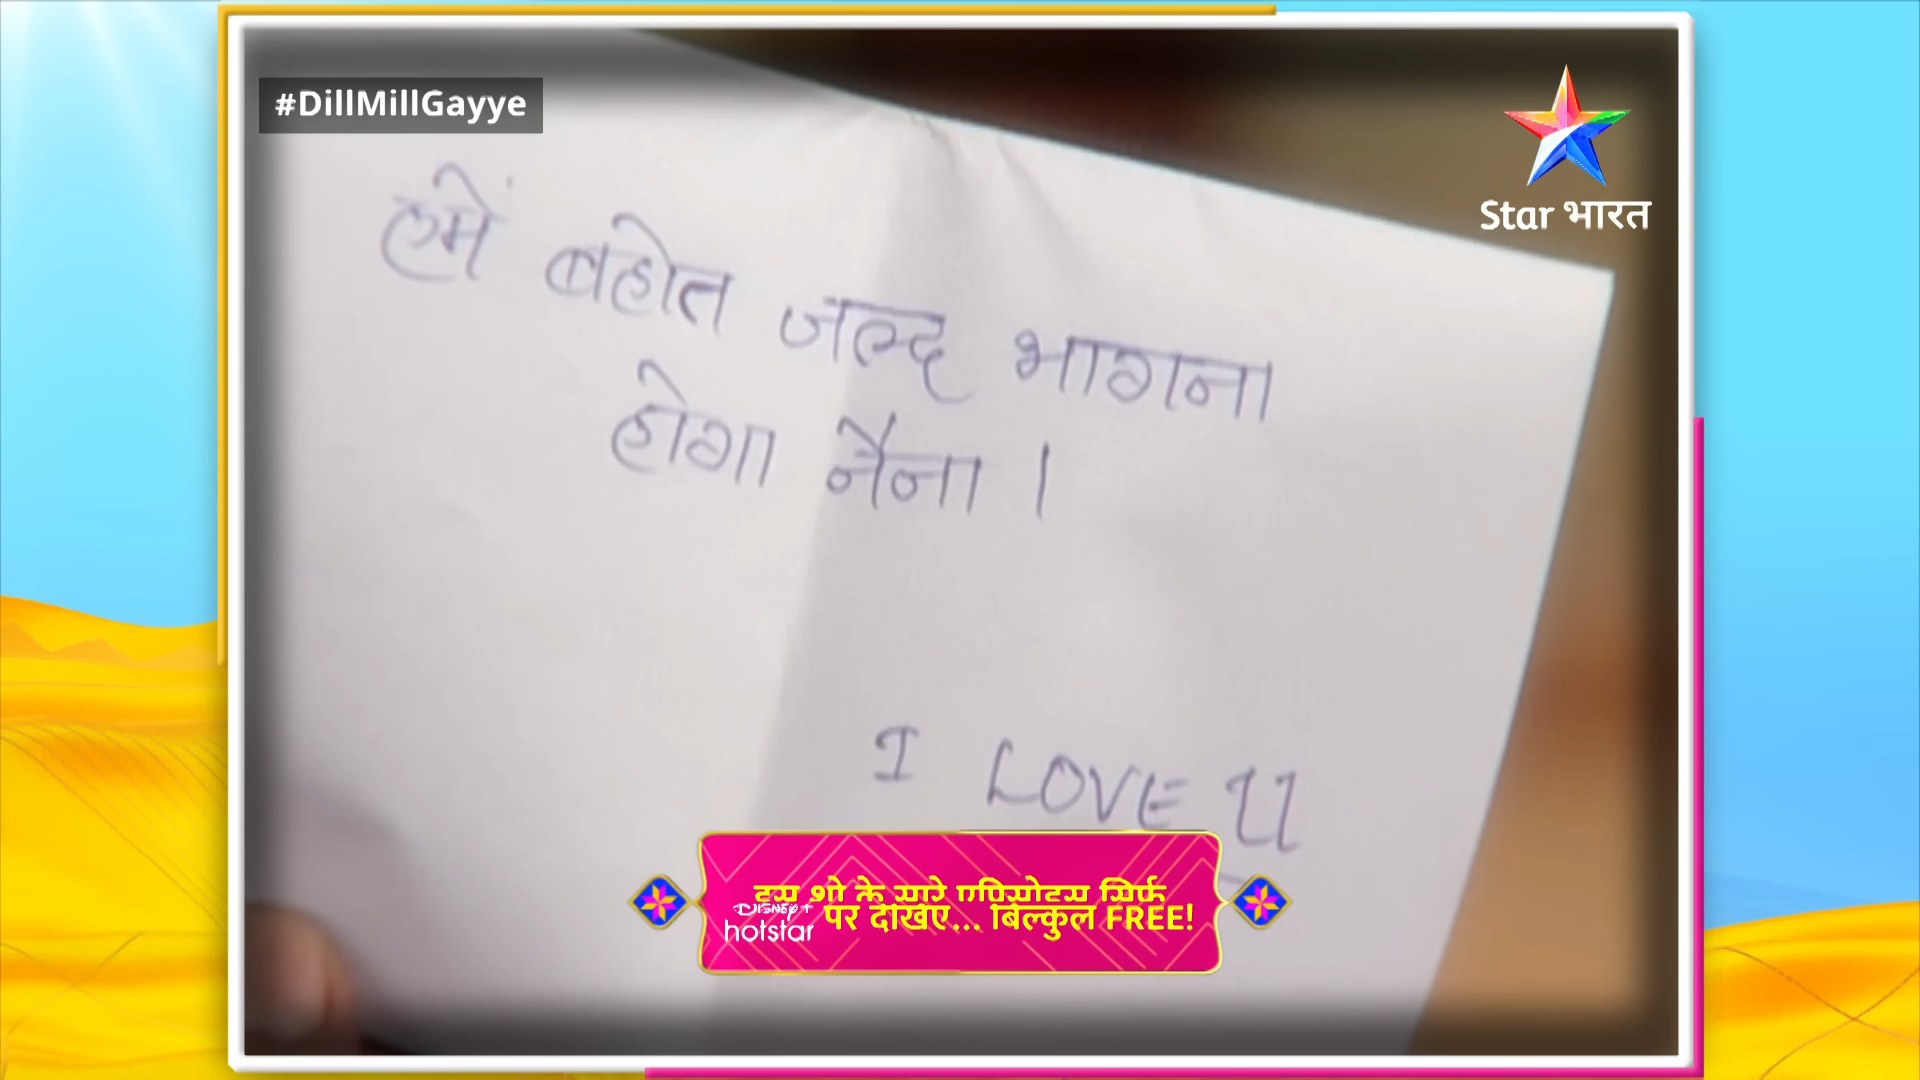 #DillMillGayye
Star भारत
हमें बहोत जल्द भागना
होगा नैना ।
I LOVE U
इस शो के सारे एपिसोड्स सिर्फ
DISNEY+ hotstar पर देखिए... बिल्कुल FREE!